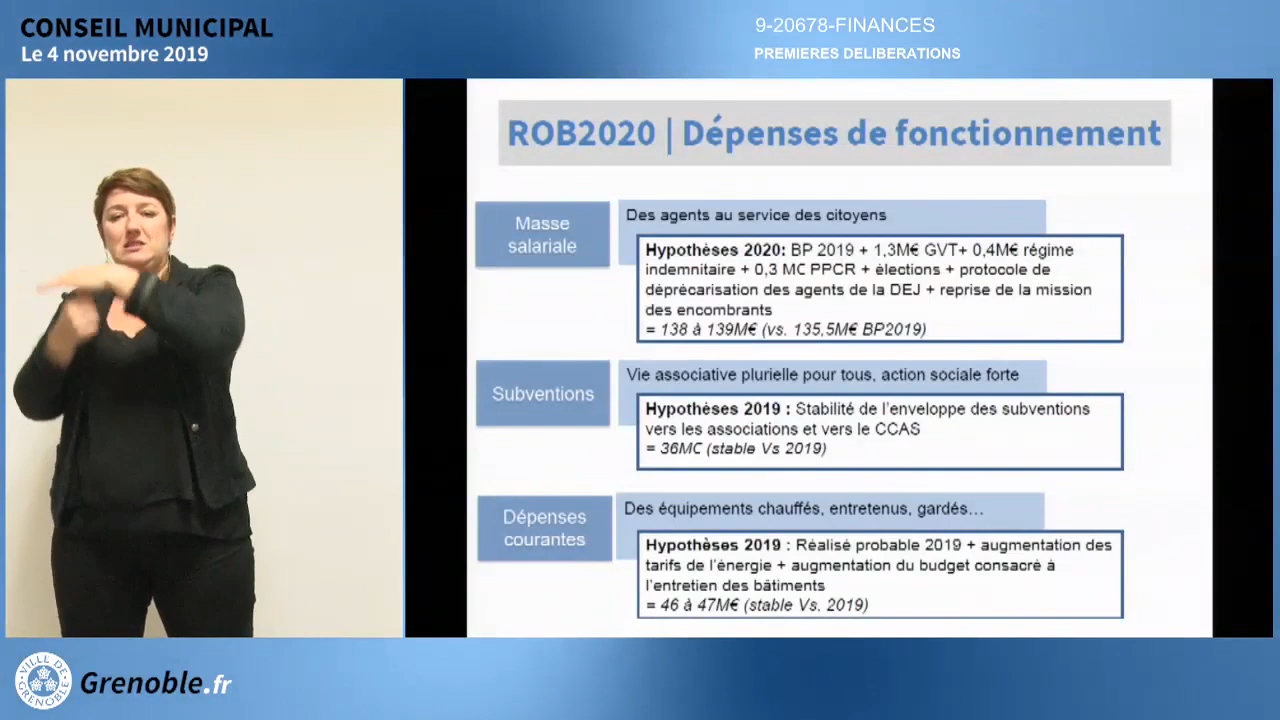 CONSEIL MUNICIPAL
Le 4 novembre 2019
9-20678-FINANCES
PREMIERES DELIBERATIONS
ROB2020 | Dépenses de fonctionnement
Masse
salariale
Des agents au service des citoyens
Hypothèses 2020: BP 2019 + 1,3M€ GVT+ 0,4M€ régime
indemnitaire + 0,3 M€ PPCR + élections + protocole de
déprécarisation des agents de la DEJ + reprise de la mission
des encombrants
= 138 à 139M€ (vs. 135,5M€ BP2019)
Subventions
Vie associative plurielle pour tous, action sociale forte
Hypothèses 2019 : Stabilité de l'enveloppe des subventions
vers les associations et vers le CCAS
= 36M€ (stable Vs 2019)
Dépenses
courantes
Des équipements chauffés, entretenus, gardés…
Hypothèses 2019 : Réalisé probable 2019 + augmentation des
tarifs de l'énergie + augmentation du budget consacré à
l'entretien des bâtiments
= 46 à 47M€ (stable Vs. 2019)
VILLE DE
GRENOBLE
Grenoble.fr